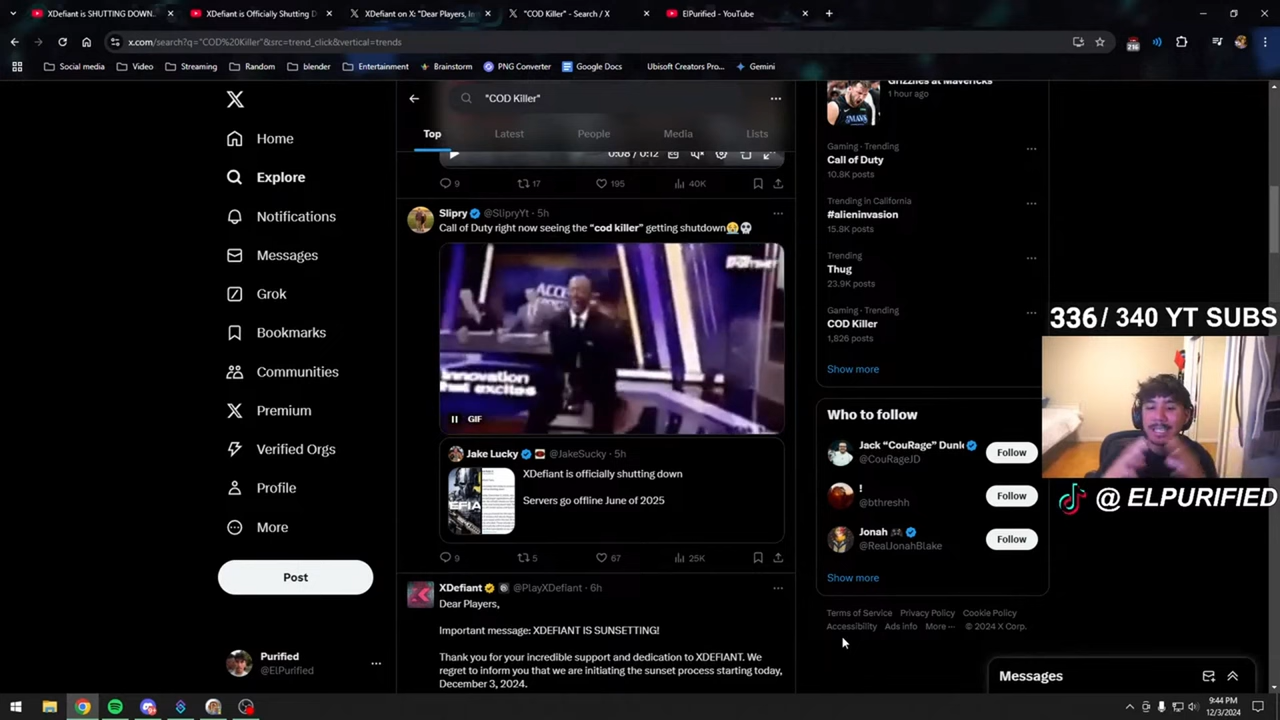 XDefiant is SHUTTING DOWN...
XDefiant is Officially Shutting D
XDefiant on X: "Dear Players, le
"COD Killer" - Search / X
ElPurified - YouTube
x.com/search?q="COD%20Killer"&src=trend_click&vertical=trends
216
Social media
Video
Streaming
Random
blender
Entertainment
Brainstorm
PNG Converter
Google Docs
Ubisoft Creators Pro...
Gemini
Home
Explore
Notifications
Messages
Grok
Bookmarks
Communities
Premium
Verified Orgs
Profile
More
Post
Purified
@ElPurified
"COD Killer"
Top
Latest
People
Media
Lists
0:08 / 0:12
9
17
195
40K
Slipry @SlipryYt · 5h
Call of Duty right now seeing the "cod killer" getting shutdown😭💀
Innovation
that excites
GIF
Jake Lucky @JakeSucky · 5h
XDefiant is officially shutting down
Servers go offline June of 2025
9
5
67
25K
XDefiant @PlayXDefiant · 6h
Dear Players,
Important message: XDEFIANT IS SUNSETTING!
Thank you for your incredible support and dedication to XDEFIANT. We
regret to inform you that we are initiating the sunset process starting today,
December 3, 2024.
Grizzlies at Mavericks
1 hour ago
Gaming · Trending
Call of Duty
10.8K posts
Trending in California
#alieninvasion
15.8K posts
Trending
Thug
23.9K posts
Gaming · Trending
COD Killer
1,826 posts
Show more
Who to follow
Jack "CouRage" Dunl
@CouRageJD
Follow
!
@bthreshh
Follow
Jonah
@RealJonahBlake
Follow
Show more
Terms of Service Privacy Policy Cookie Policy
Accessibility Ads info More ··· © 2024 X Corp.
Messages
336 / 340 YT SUBS
@ ELPURIFIED
9:44 PM
12/3/2024